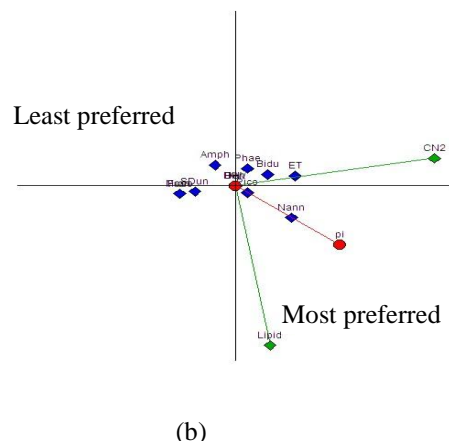 Least preferred
Amph
Phae
Bidu
ET
CN2
SDun
Nann
pi
Most preferred
Lipid
(b)